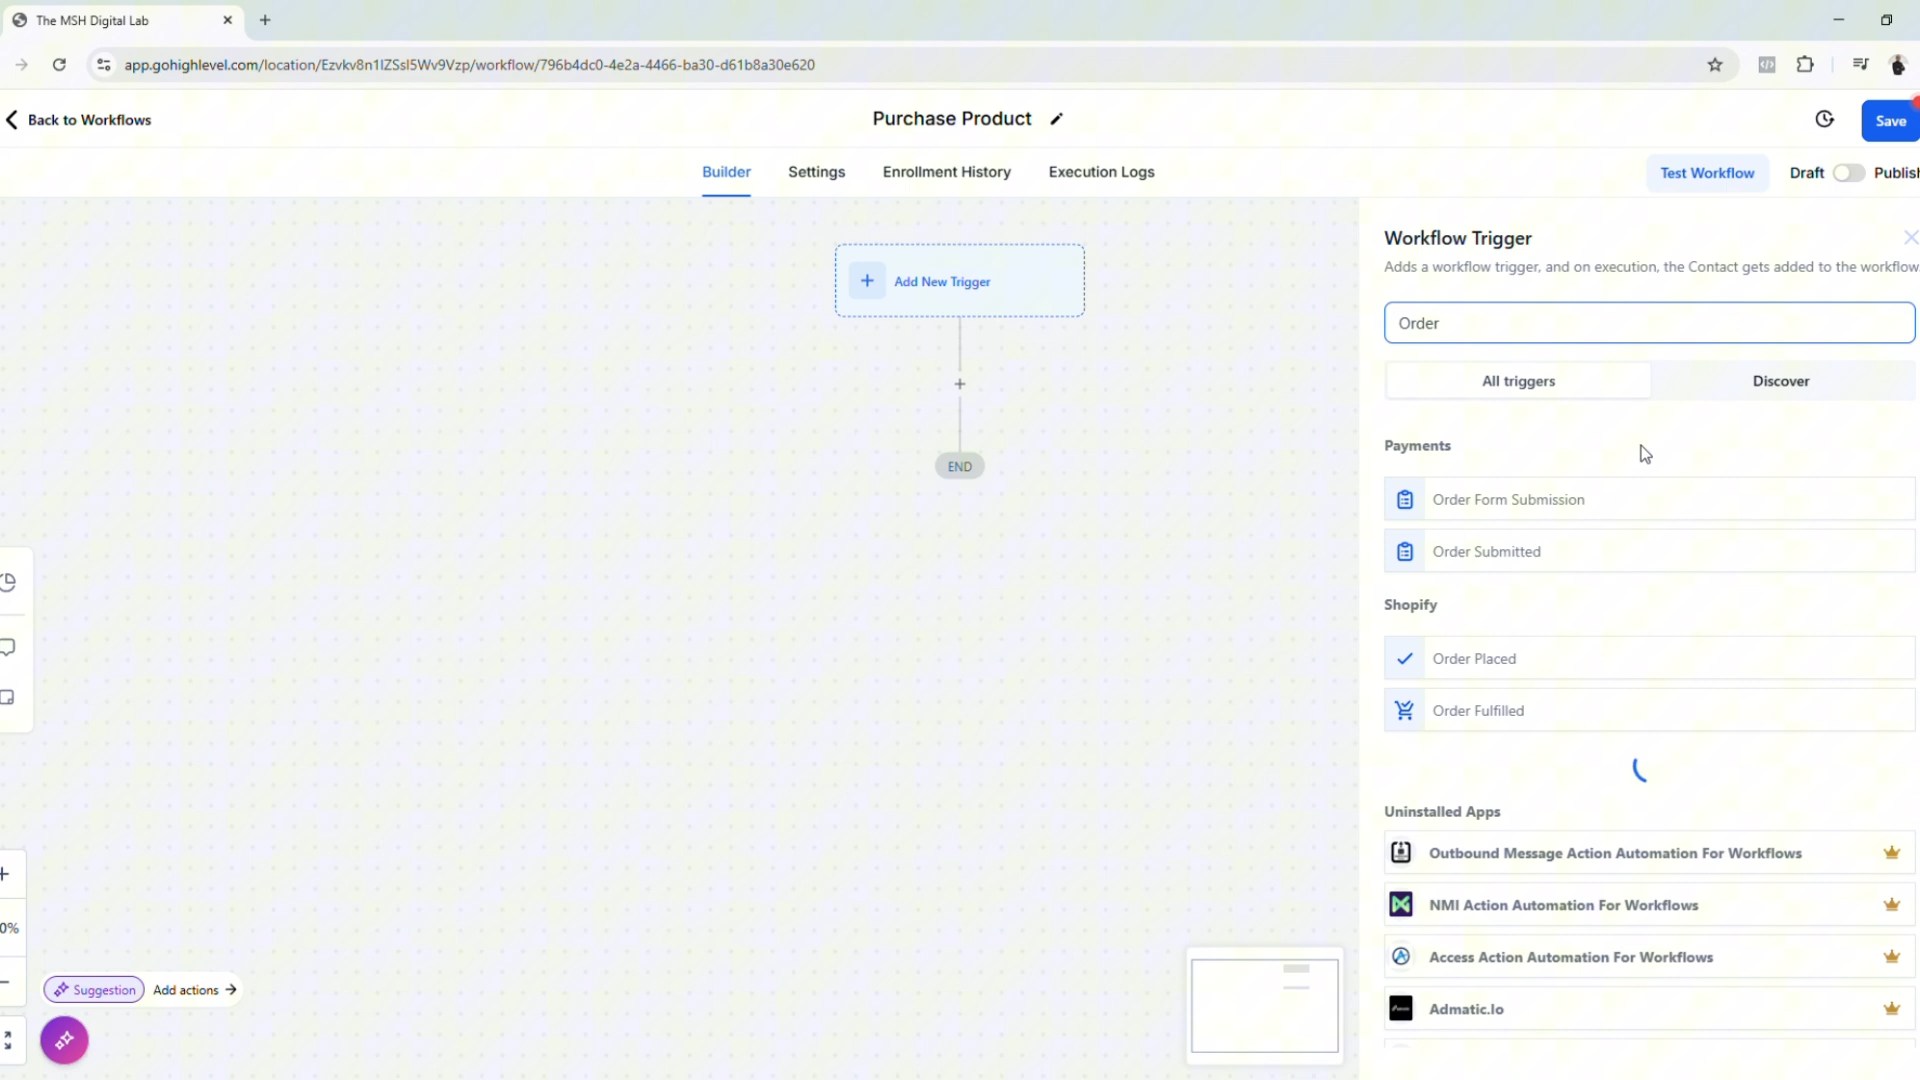 The MSH Digital Lab
app.gohighlevel.com/location/Ezvkv8n1IZSsI5Wv9Vzp/workflow/796b4dc0-4e2a-4466-ba30-d61b8a30e620
Back to Workflows
Purchase Product
Save
Builder
Settings
Enrollment History
Execution Logs
Test Workflow
Draft
Publish
Workflow Trigger
Adds a workflow trigger, and on execution, the Contact gets added to the workflow
Add New Trigger
Order
All triggers
Discover
Payments
END
Order Form Submission
Order Submitted
Shopify
Order Placed
Order Fulfilled
Uninstalled Apps
Outbound Message Action Automation For Workflows
NMI Action Automation For Workflows
0%
Access Action Automation For Workflows
Suggestion
Add actions
Admatic.Io